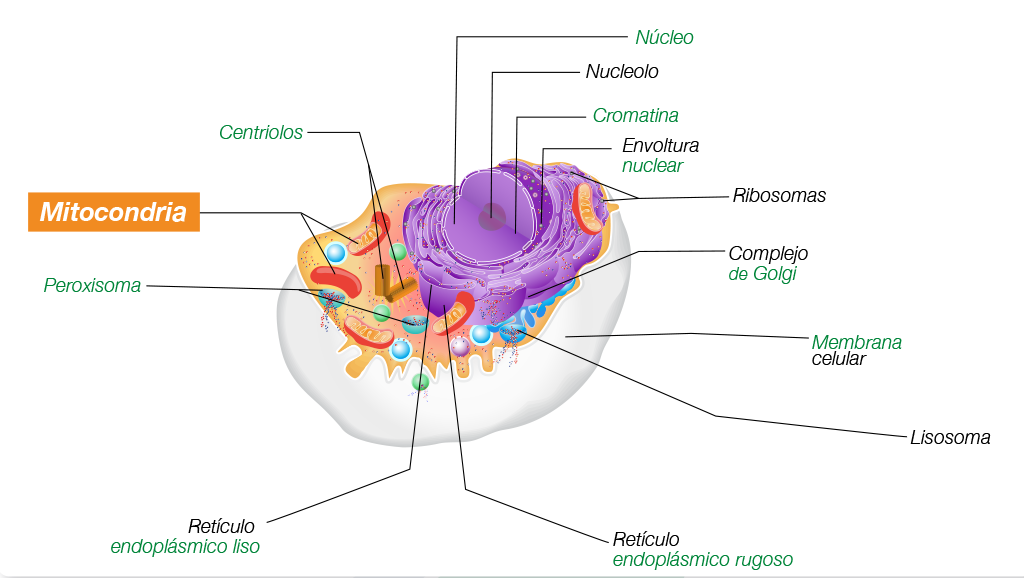 Núcleo
Nucleolo
Cromatina
Centriolos
Envoltura
nuclear
Ribosomas
Mitocondria
Complejo
de Golgi
Peroxisoma
Membrana
celular
Lisosoma
Retículo
endoplásmico liso
Retículo
endoplásmico rugoso